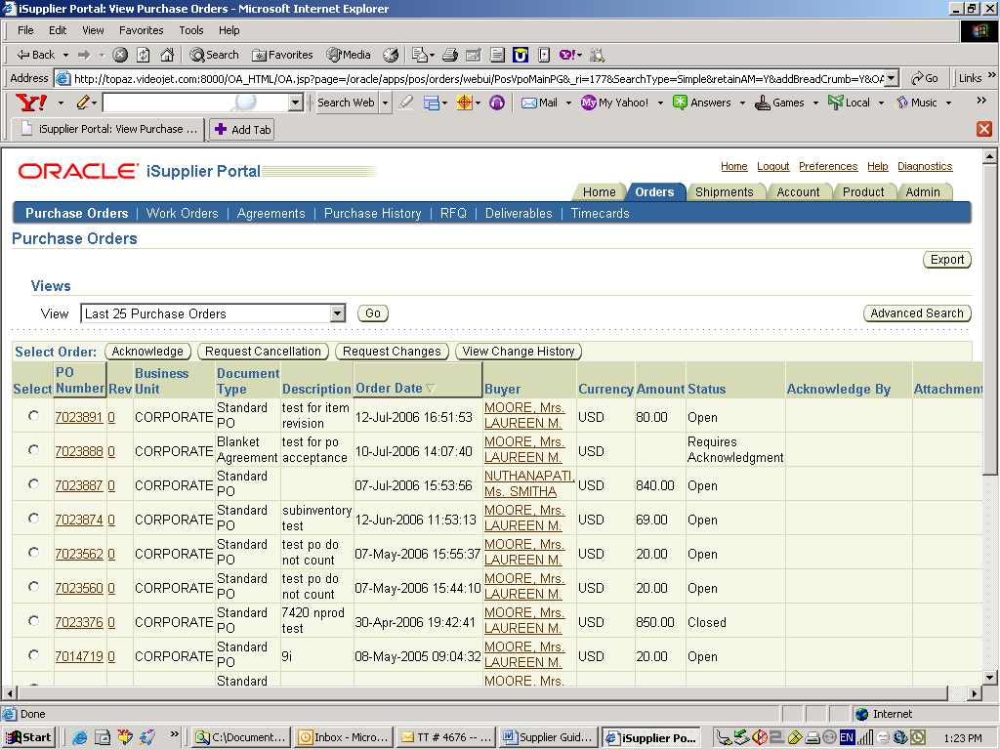 iSupplier Portal: View Purchase Orders - Microsoft Internet Explorer
File Edit View Favorites Tools Help
Back Search Favorites Media
Address http://topaz.videojet.com:8000/OA_HTML/OA.jsp?page=/oracle/apps/pos/orders/webui/PosVpoMainPG&_ri=177&SearchType=Simple&retainAM=Y&addBreadCrumb=Y&OA Go Links »
Y! Search Web Mail My Yahoo! Answers Games Local Music »
iSupplier Portal: View Purchase ... Add Tab
ORACLE iSupplier Portal
Home Logout Preferences Help Diagnostics
Home Orders Shipments Account Product Admin
Purchase Orders | Work Orders | Agreements | Purchase History | RFQ | Deliverables | Timecards
Purchase Orders
Export
Views
View Last 25 Purchase Orders Go Advanced Search
Select Order: Acknowledge Request Cancellation Request Changes View Change History
Select PO Number Rev Business Unit Document Type Description Order Date Buyer Currency Amount Status Acknowledge By Attachment
7023891 0 CORPORATE Standard PO test for item revision 12-Jul-2006 16:51:53 MOORE, Mrs. LAUREEN M. USD 80.00 Open
7023888 0 CORPORATE Blanket Agreement test for po acceptance 10-Jul-2006 14:07:40 MOORE, Mrs. LAUREEN M. USD Requires Acknowledgment
7023887 0 CORPORATE Standard PO 07-Jul-2006 15:53:56 NUTHANAPATI, Ms. SMITHA USD 840.00 Open
7023874 0 CORPORATE Standard PO subinventory test 12-Jun-2006 11:53:13 MOORE, Mrs. LAUREEN M. USD 69.00 Open
7023562 0 CORPORATE Standard PO test po do not count 07-May-2006 15:55:37 MOORE, Mrs. LAUREEN M. USD 20.00 Open
7023560 0 CORPORATE Standard PO test po do not count 07-May-2006 15:44:10 MOORE, Mrs. LAUREEN M. USD 20.00 Open
7023376 0 CORPORATE Standard PO 7420 nprod test 30-Apr-2006 19:42:41 MOORE, Mrs. LAUREEN M. USD 850.00 Closed
7014719 0 CORPORATE Standard PO 9i 08-May-2005 09:04:32 MOORE, Mrs. LAUREEN M. USD 20.00 Open
Standard MOORE, Mrs.
Done Internet
Start » C:\Document... Inbox - Micro... TT # 4676 -- ... Supplier Guid... iSupplier Po... EN 1:23 PM